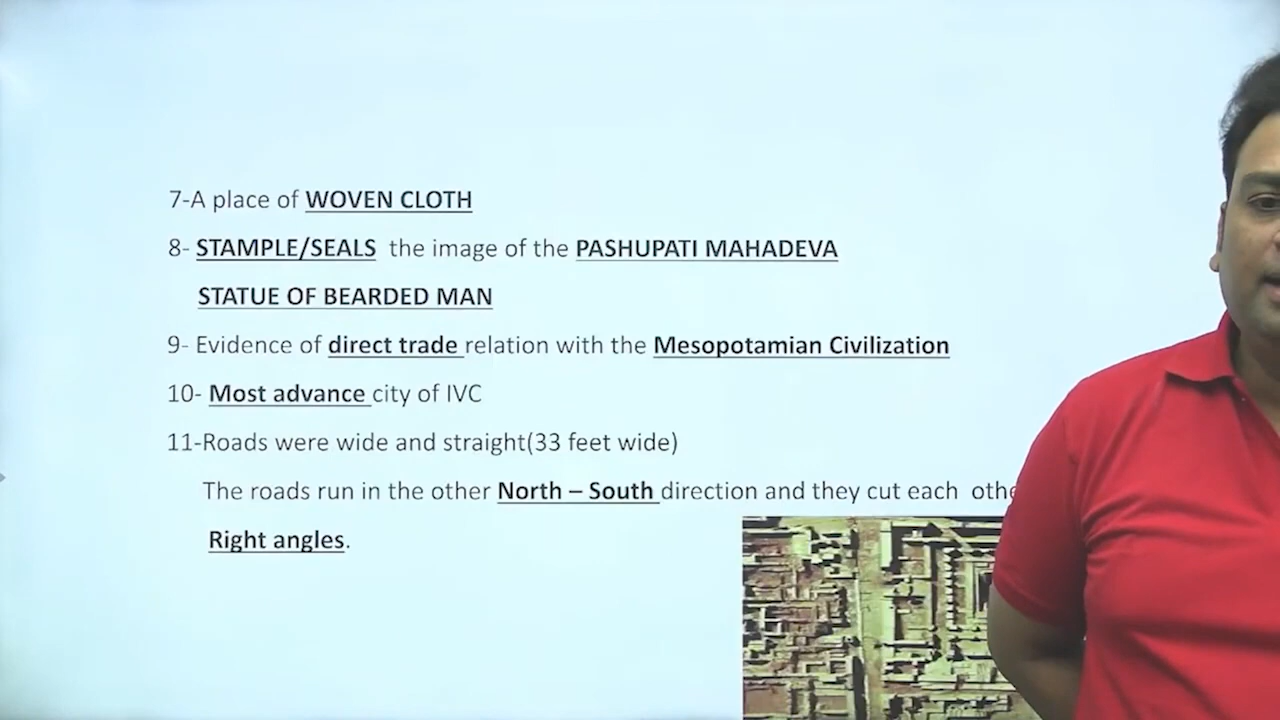 7-A place of WOVEN CLOTH
8- STAMPLE/SEALS the image of the PASHUPATI MAHADEVA
STATUE OF BEARDED MAN
9- Evidence of direct trade relation with the Mesopotamian Civilization
10- Most advance city of IVC
11-Roads were wide and straight(33 feet wide)
The roads run in the other North – South direction and they cut each
Right angles.